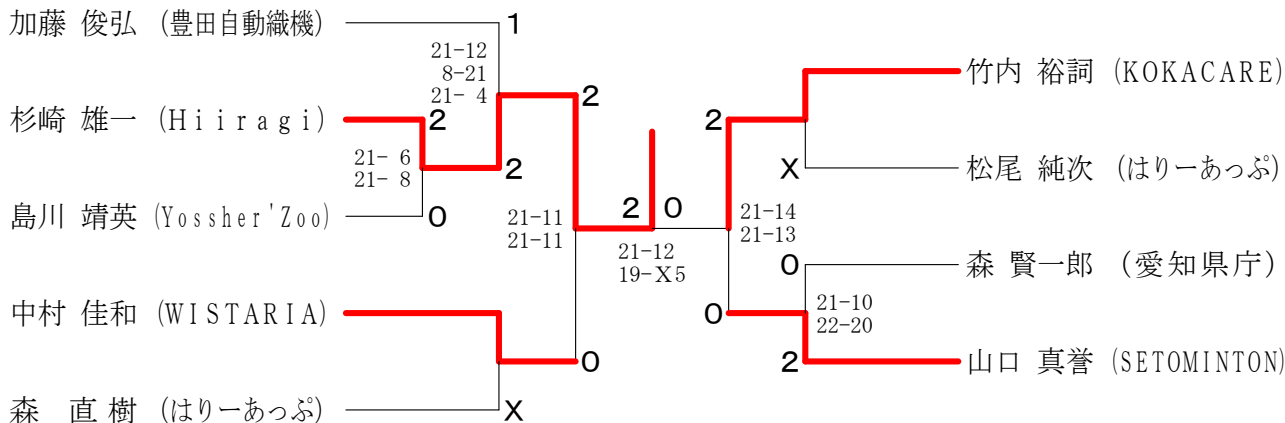 加藤 俊弘 (豊田自動織機)
1
21-12
8-21
21- 4
杉崎 雄一 (Hiiragi)
2
2
21- 6
21- 8
2
島川 靖英 (Yossher'Zoo)
0
21-11
21-11
中村 佳和 (WISTARIA)
0
森 直樹 (はりーあっぷ)
X
2 0
21-12
19-X5
竹内 裕詞 (KOKACARE)
2
X
松尾 純次 (はりーあっぷ)
21-14
21-13
0
森 賢一郎 (愛知県庁)
0
21-10
22-20
2
山口 真誉 (SETOMINTON)